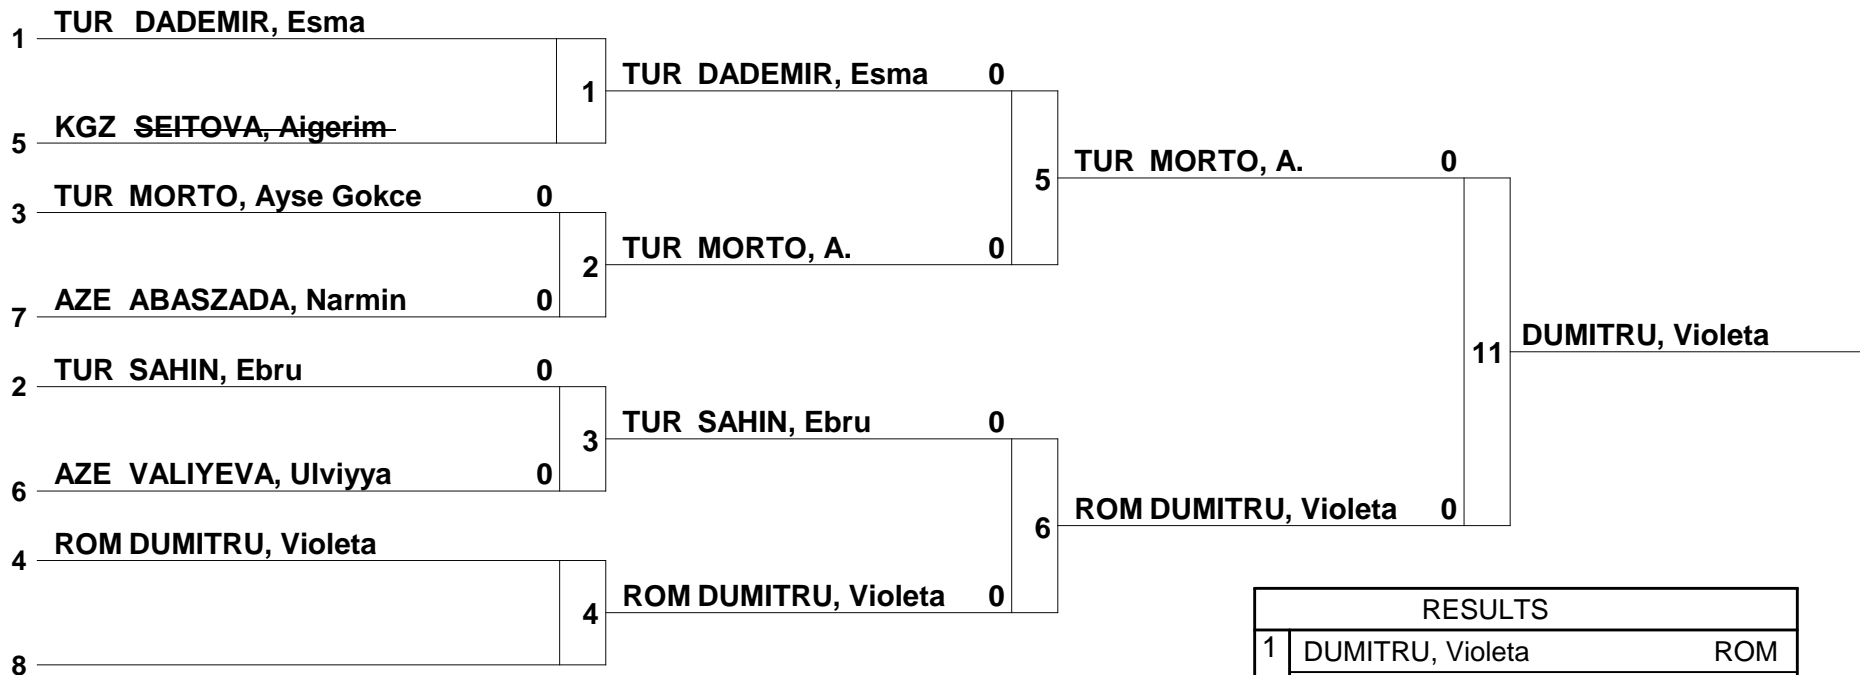 1 TUR DADEMIR, Esma
1 TUR DADEMIR, Esma 0
5 KGZ SEITOVA, Aigerim
5 TUR MORTO, A. 0
3 TUR MORTO, Ayse Gokce 0
2 TUR MORTO, A. 0
7 AZE ABASZADA, Narmin 0
11 DUMITRU, Violeta
2 TUR SAHIN, Ebru 0
3 TUR SAHIN, Ebru 0
6 AZE VALIYEVA, Ulviyya 0
6 ROM DUMITRU, Violeta 0
4 ROM DUMITRU, Violeta
4 ROM DUMITRU, Violeta 0
8
RESULTS
1 DUMITRU, Violeta ROM